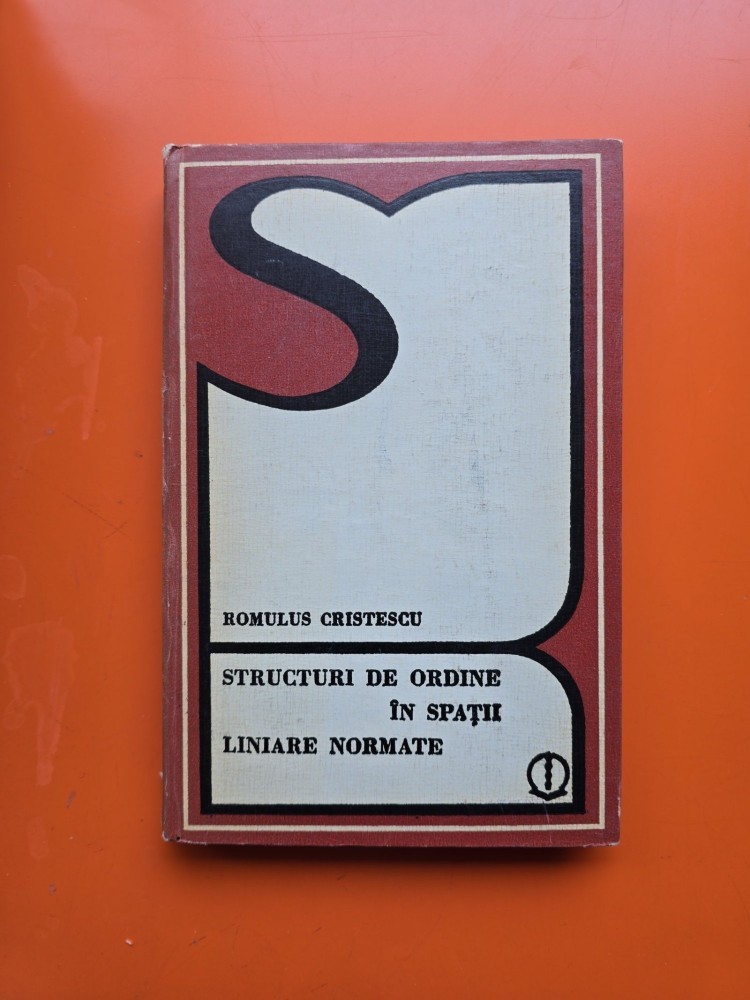 ROMULUS CRISTESCU
STRUCTURI DE ORDINE
ÎN SPAȚII
LINIARE NORMATE